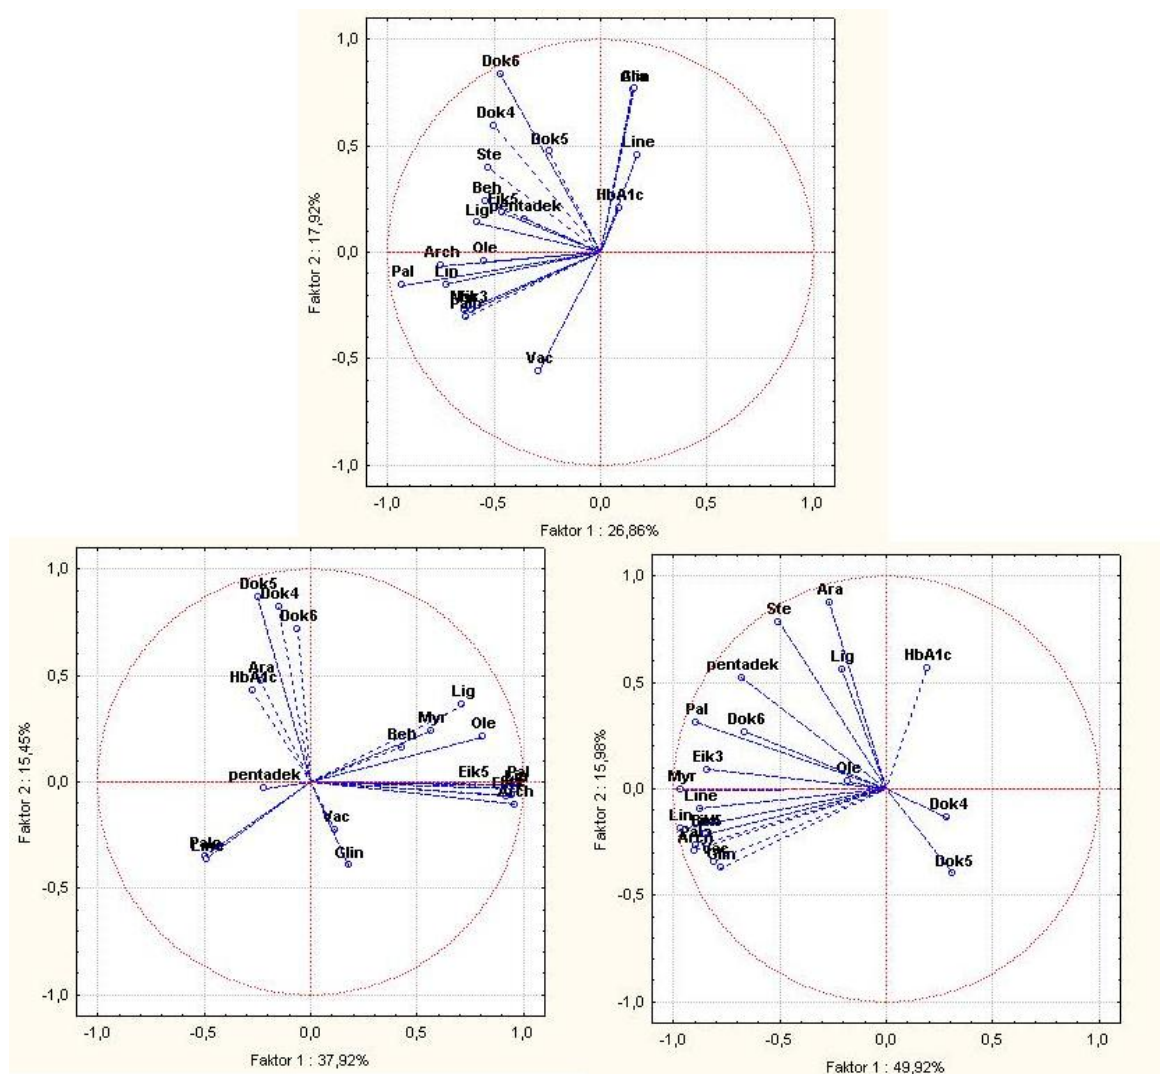 1,0
Dok6
Dok4
Dok5
Ste
Line
0,5
Beh
Eik5
pentadek
HbA1c
Lig
Ole
Arch
0,0
Pal
Lin
Vac
-0,5
-1,0
-1,0 -0,5 0,0 0,5 1,0
Faktor 1 : 26,86%
Faktor 2 : 17,92%
1,0
Dok5
Dok4
Dok6
0,5
Ara
HbA1c
Lig
Myr
Ole
Beh
0,0
pentadek
Eik5
Pal
Arch
Vac
Glin
-0,5
-1,0
-1,0 -0,5 0,0 0,5 1,0
Faktor 1 : 37,92%
Faktor 2 : 15,45%
1,0
Ara
Ste
HbA1c
Lig
0,5
pentadek
Pal
Dok6
Eik3
Ole
0,0
Myr
Line
Dok4
Lin
Arch
Vac
Glin
Dok5
-0,5
-1,0
-1,0 -0,5 0,0 0,5 1,0
Faktor 1 : 49,92%
Faktor 2 : 15,98%